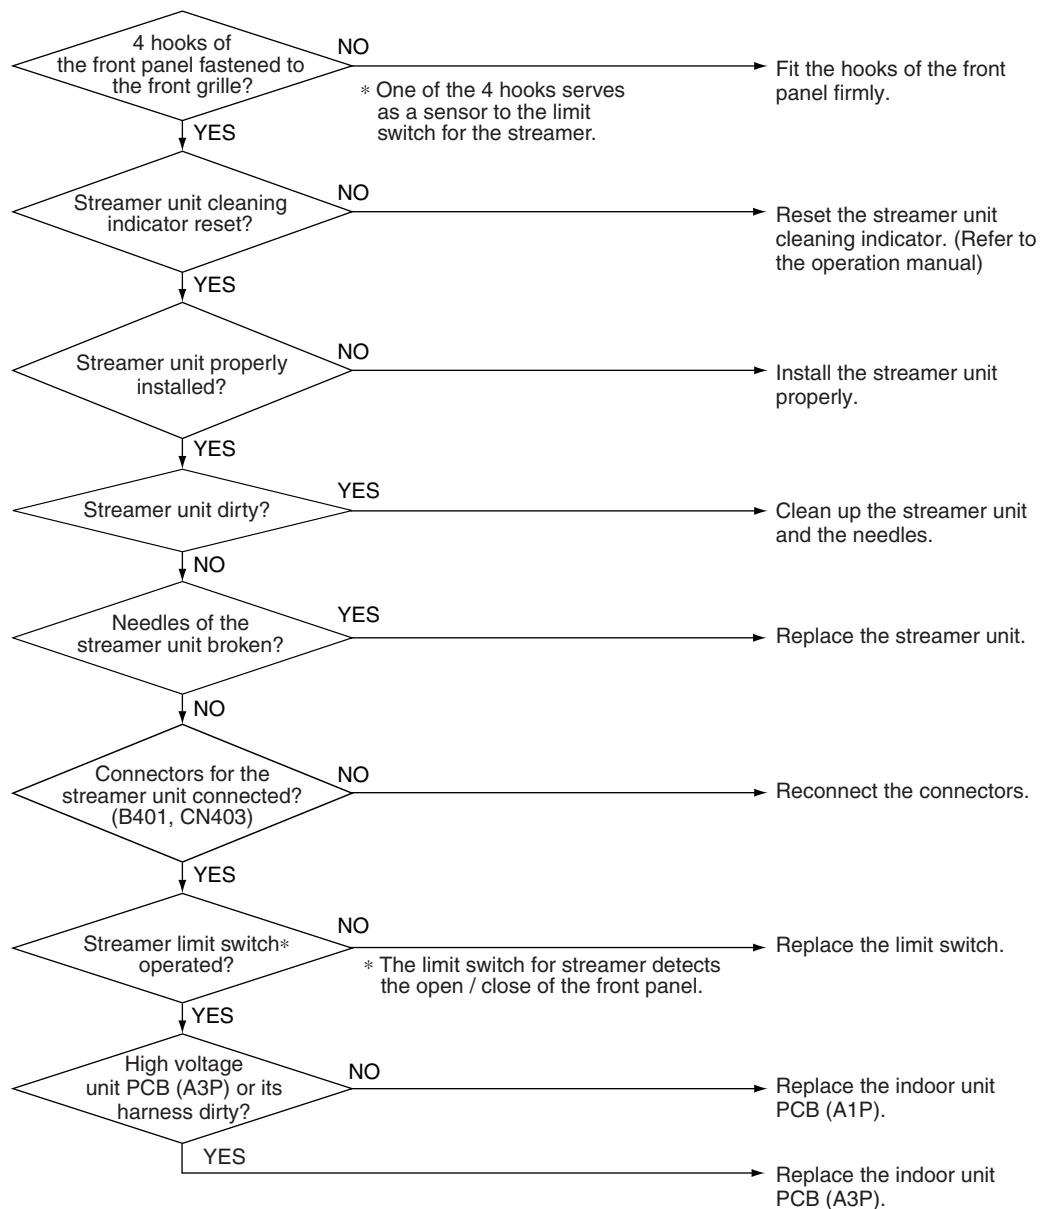 4 hooks of
the front panel fastened to
the front grille?
NO
∗ One of the 4 hooks serves
as a sensor to the limit
switch for the streamer.
Fit the hooks of the front
panel firmly.
YES
Streamer unit cleaning
indicator reset?
NO
Reset the streamer unit
cleaning indicator. (Refer to
the operation manual)
YES
Streamer unit properly
installed?
NO
Install the streamer unit
properly.
YES
Streamer unit dirty?
YES
Clean up the streamer unit
and the needles.
NO
Needles of the
streamer unit broken?
YES
Replace the streamer unit.
NO
Connectors for the
streamer unit connected?
(B401, CN403)
NO
Reconnect the connectors.
YES
Streamer limit switch∗
operated?
NO
∗ The limit switch for streamer detects
the open / close of the front panel.
Replace the limit switch.
YES
High voltage
unit PCB (A3P) or its
harness dirty?
NO
Replace the indoor unit
PCB (A1P).
YES
Replace the indoor unit
PCB (A3P).